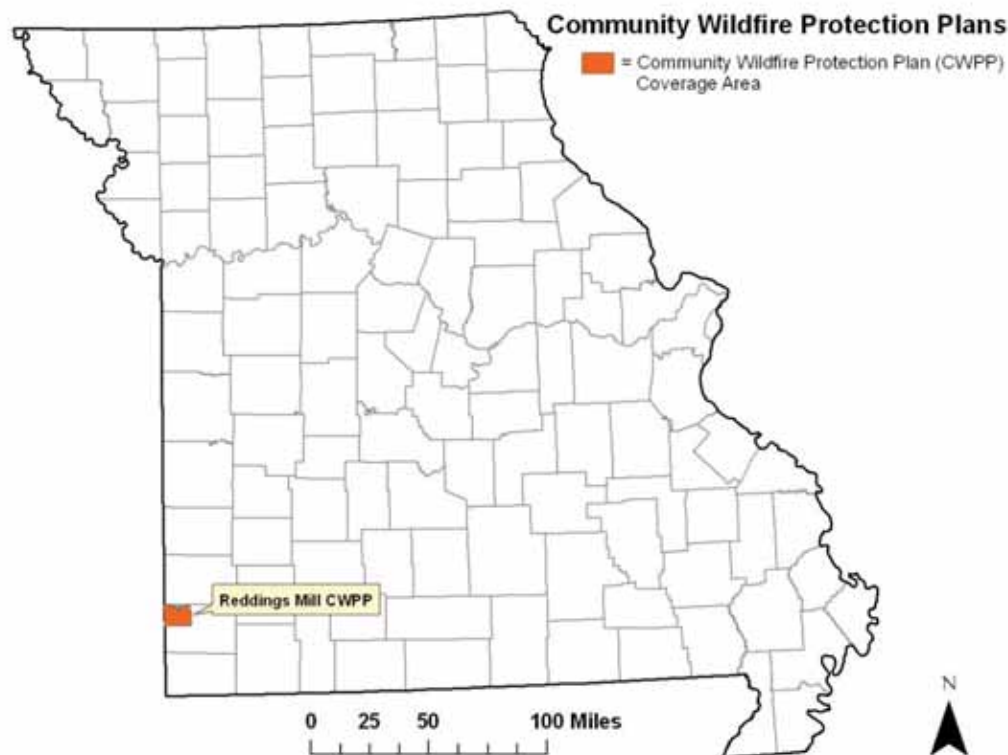 Community Wildfire Protection Plans
= Community Wildfire Protection Plan (CWPP)
Coverage Area
Reddings Mill CWPP
N
0 25 50 100 Miles